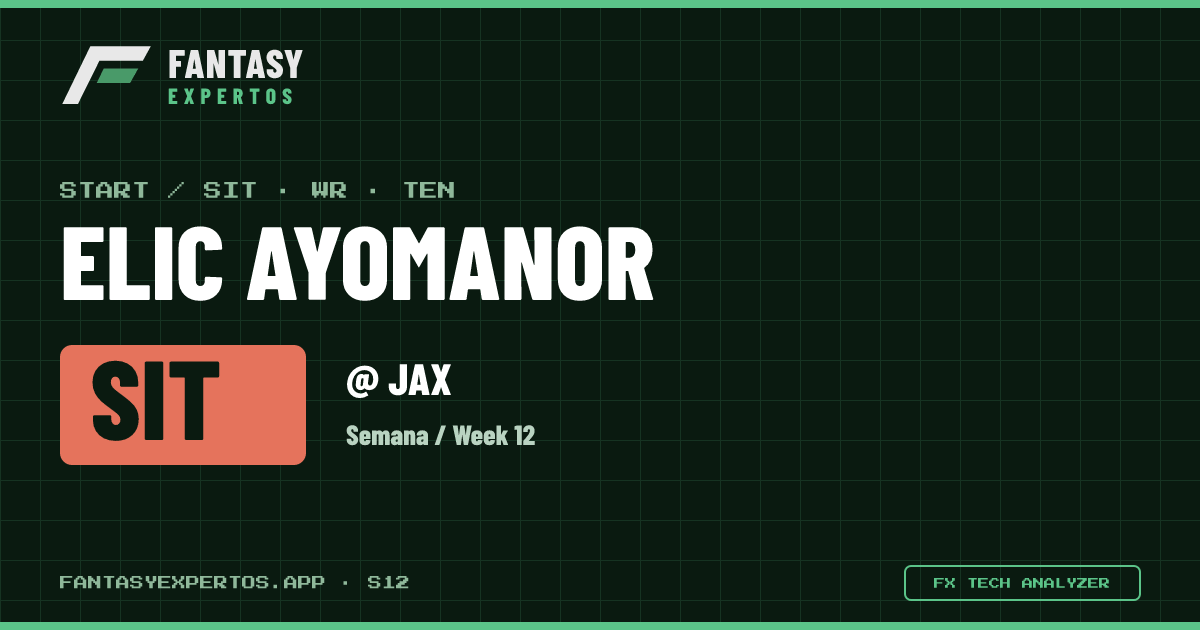 FANTASY
EXPERTOS
START / SIT · WR · TEN
ELIC AYOMANOR
SIT
@ JAX
Semana / Week 12
FANTASYEXPERTOS.APP · S12
FX TECH ANALYZER